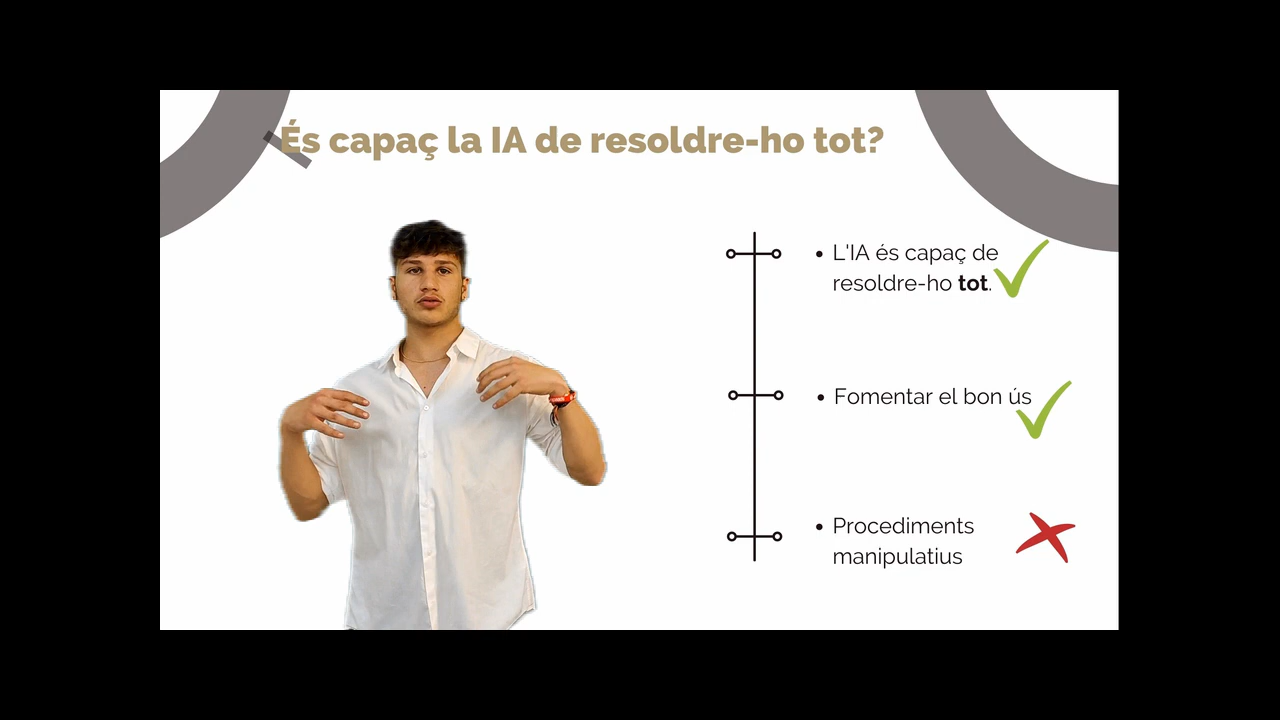 És capaç la IA de resoldre-ho tot?
L'IA és capaç de
resoldre-ho tot.
Fomentar el bon ús
Procediments
manipulatius